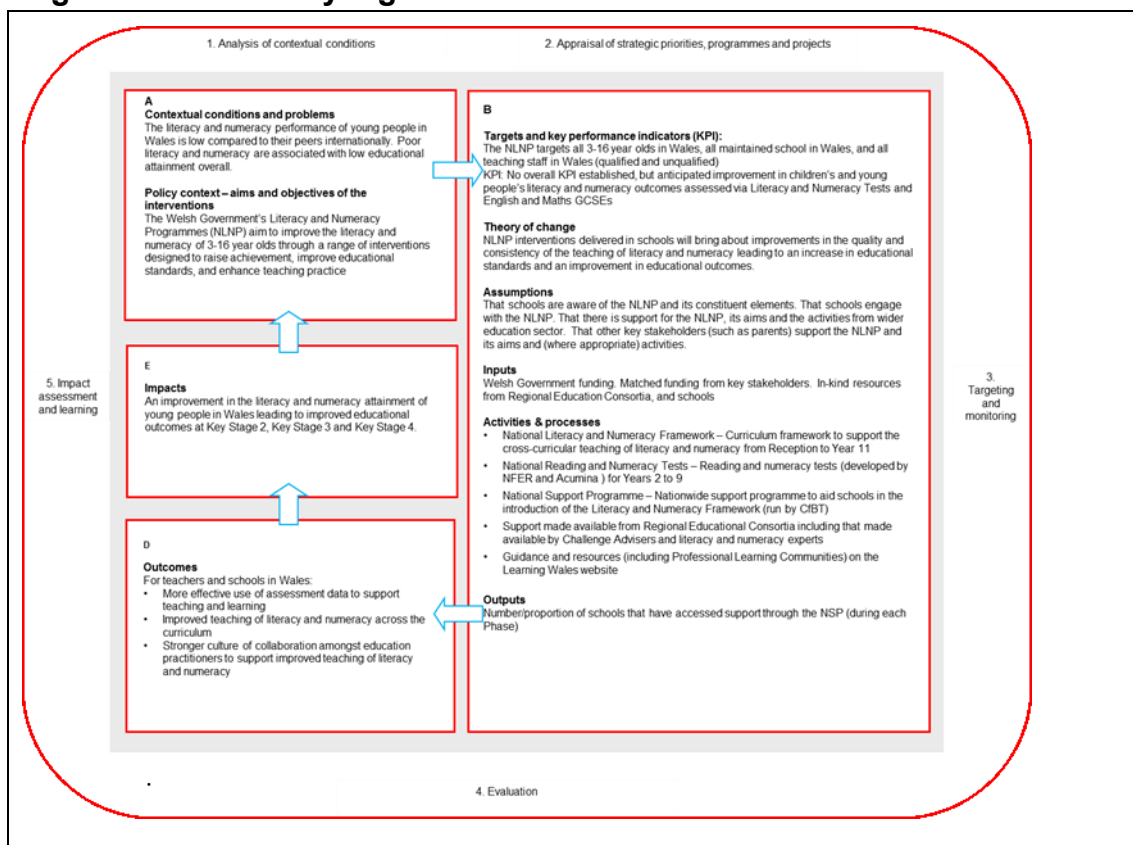 1. Analysis of contextual conditions
2. Appraisal of strategic priorities, programmes and projects
A
Contextual conditions and problems
The literacy and numeracy performance of young people in
Wales is low compared to their peers internationally. Poor
literacy and numeracy are associated with low educational
attainment overall.
Policy context – aims and objectives of the
interventions
The Welsh Government's Literacy and Numeracy
Programmes (NLNP) aim to improve the literacy and
numeracy of 3-16 year olds through a range of interventions
designed to raise achievement, improve educational
standards, and enhance teaching practice
B
Targets and key performance indicators (KPI):
The NLNP targets all 3-16 year olds in Wales, all maintained school in Wales, and all
teaching staff in Wales (qualified and unqualified)
KPI: No overall KPI established, but anticipated improvement in children's and young
people's literacy and numeracy outcomes assessed via Literacy and Numeracy Tests and
English and Maths GCSEs
Theory of change
NLNP interventions delivered in schools will bring about improvements in the quality and
consistency of the teaching of literacy and numeracy leading to an increase in educational
standards and an improvement in educational outcomes.
Assumptions
That schools are aware of the NLNP and its constituent elements. That schools engage
with the NLNP. That there is support for the NLNP, its aims and the activities from wider
education sector. That other key stakeholders (such as parents) support the NLNP and
its aims and (where appropriate) activities.
Inputs
Welsh Government funding. Matched funding from key stakeholders. In-kind resources
from Regional Education Consortia, and schools
Activities & processes
• National Literacy and Numeracy Framework – Curriculum framework to support the
cross-curricular teaching of literacy and numeracy from Reception to Year 11
• National Reading and Numeracy Tests – Reading and numeracy tests (developed by
NFER and Acumina ) for Years 2 to 9
• National Support Programme – Nationwide support programme to aid schools in the
introduction of the Literacy and Numeracy Framework (run by CfBT)
• Support made available from Regional Educational Consortia including that made
available by Challenge Advisers and literacy and numeracy experts
• Guidance and resources (including Professional Learning Communities) on the
Learning Wales website
Outputs
Number/proportion of schools that have accessed support through the NSP (during each
Phase)
3.
Targeting
and
monitoring
D
Outcomes
For teachers and schools in Wales:
• More effective use of assessment data to support
teaching and learning
• Improved teaching of literacy and numeracy across the
curriculum
• Stronger culture of collaboration amongst education
practitioners to support improved teaching of literacy
and numeracy
E
Impacts
An improvement in the literacy and numeracy attainment of
young people in Wales leading to improved educational
outcomes at Key Stage 2, Key Stage 3 and Key Stage 4.
5. Impact
assessment
and learning
4. Evaluation